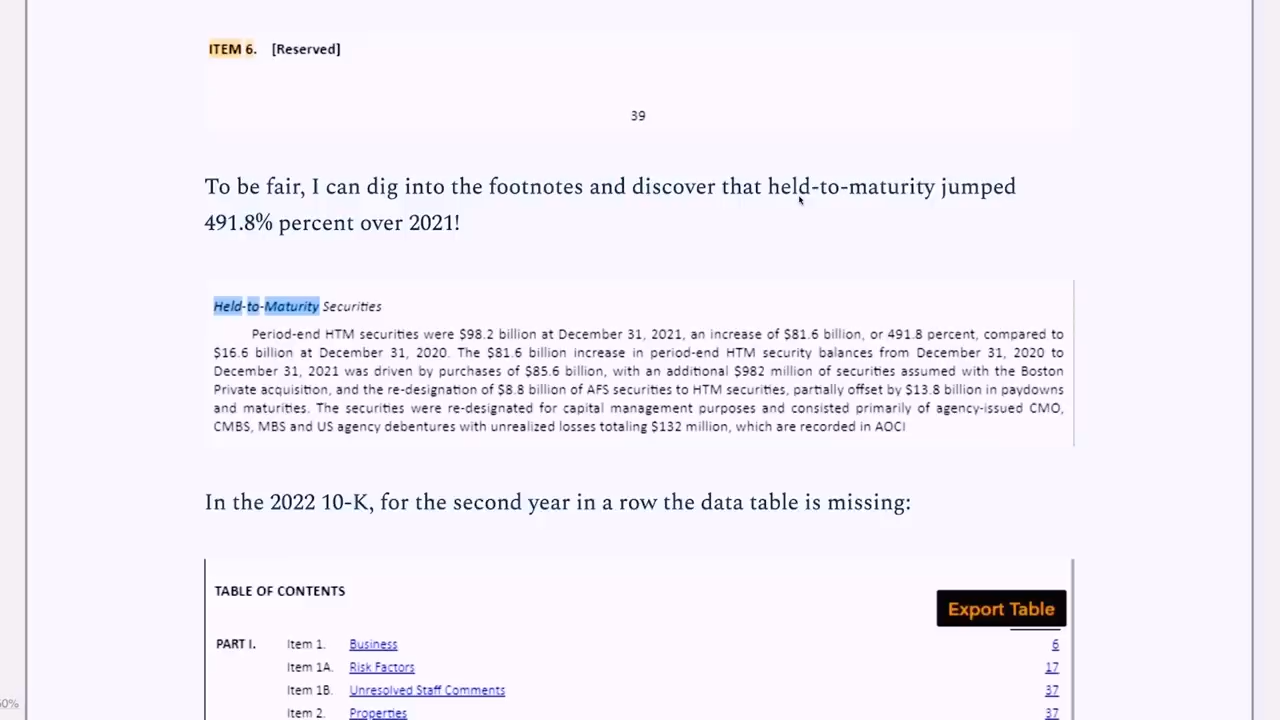 ITEM 6. [Reserved]
39
To be fair, I can dig into the footnotes and discover that held-to-maturity jumped
491.8% percent over 2021!
Held-to-Maturity Securities
Period-end HTM securities were $98.2 billion at December 31, 2021, an increase of $81.6 billion, or 491.8 percent, compared to
$16.6 billion at December 31, 2020. The $81.6 billion increase in period-end HTM security balances from December 31, 2020 to
December 31, 2021 was driven by purchases of $85.6 billion, with an additional $982 million of securities assumed with the Boston
Private acquisition, and the re-designation of $8.8 billion of AFS securities to HTM securities, partially offset by $13.8 billion in paydowns
and maturities. The securities were re-designated for capital management purposes and consisted primarily of agency-issued CMO,
CMBS, MBS and US agency debentures with unrealized losses totaling $132 million, which are recorded in AOCI
In the 2022 10-K, for the second year in a row the data table is missing:
TABLE OF CONTENTS
Export Table
PART I. Item 1. Business 6
Item 1A. Risk Factors 17
Item 1B. Unresolved Staff Comments 37
Item 2. Properties 37